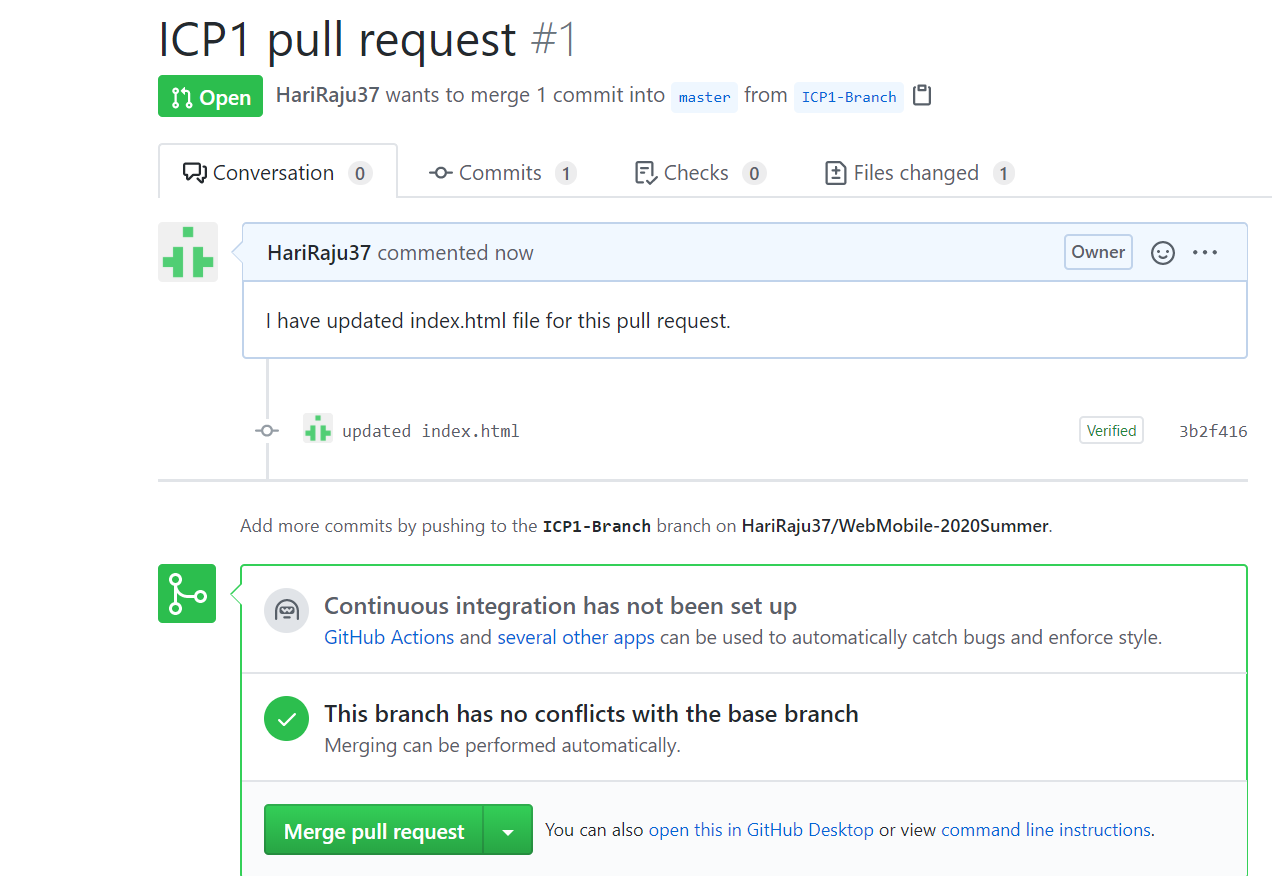 ICP1 pull request #1
Open HariRaju37 wants to merge 1 commit into master from ICP1-Branch
Conversation 0 Commits 1 Checks 0 Files changed 1
HariRaju37 commented now Owner
I have updated index.html file for this pull request.
updated index.html Verified 3b2f416
Add more commits by pushing to the ICP1-Branch branch on HariRaju37/WebMobile-2020Summer.
Continuous integration has not been set up
GitHub Actions and several other apps can be used to automatically catch bugs and enforce style.
This branch has no conflicts with the base branch
Merging can be performed automatically.
Merge pull request You can also open this in GitHub Desktop or view command line instructions.